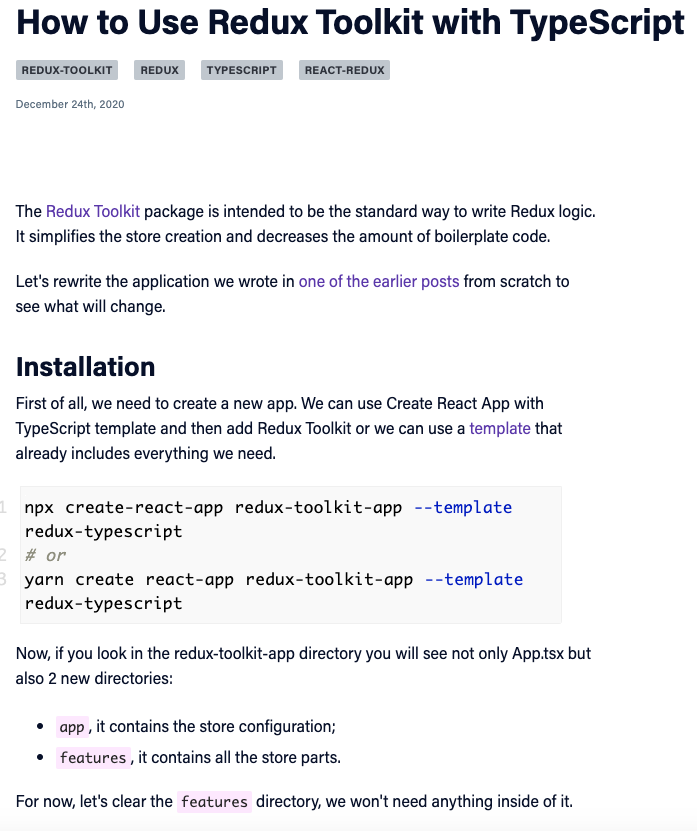 How to Use Redux Toolkit with TypeScript
REDUX-TOOLKIT REDUX TYPESCRIPT REACT-REDUX
December 24th, 2020
The Redux Toolkit package is intended to be the standard way to write Redux logic.
It simplifies the store creation and decreases the amount of boilerplate code.
Let's rewrite the application we wrote in one of the earlier posts from scratch to
see what will change.
Installation
First of all, we need to create a new app. We can use Create React App with
TypeScript template and then add Redux Toolkit or we can use a template that
already includes everything we need.
1 npx create-react-app redux-toolkit-app --template
redux-typescript
2 # or
3 yarn create react-app redux-toolkit-app --template
redux-typescript
Now, if you look in the redux-toolkit-app directory you will see not only App.tsx but
also 2 new directories:
• app, it contains the store configuration;
• features, it contains all the store parts.
For now, let's clear the features directory, we won't need anything inside of it.